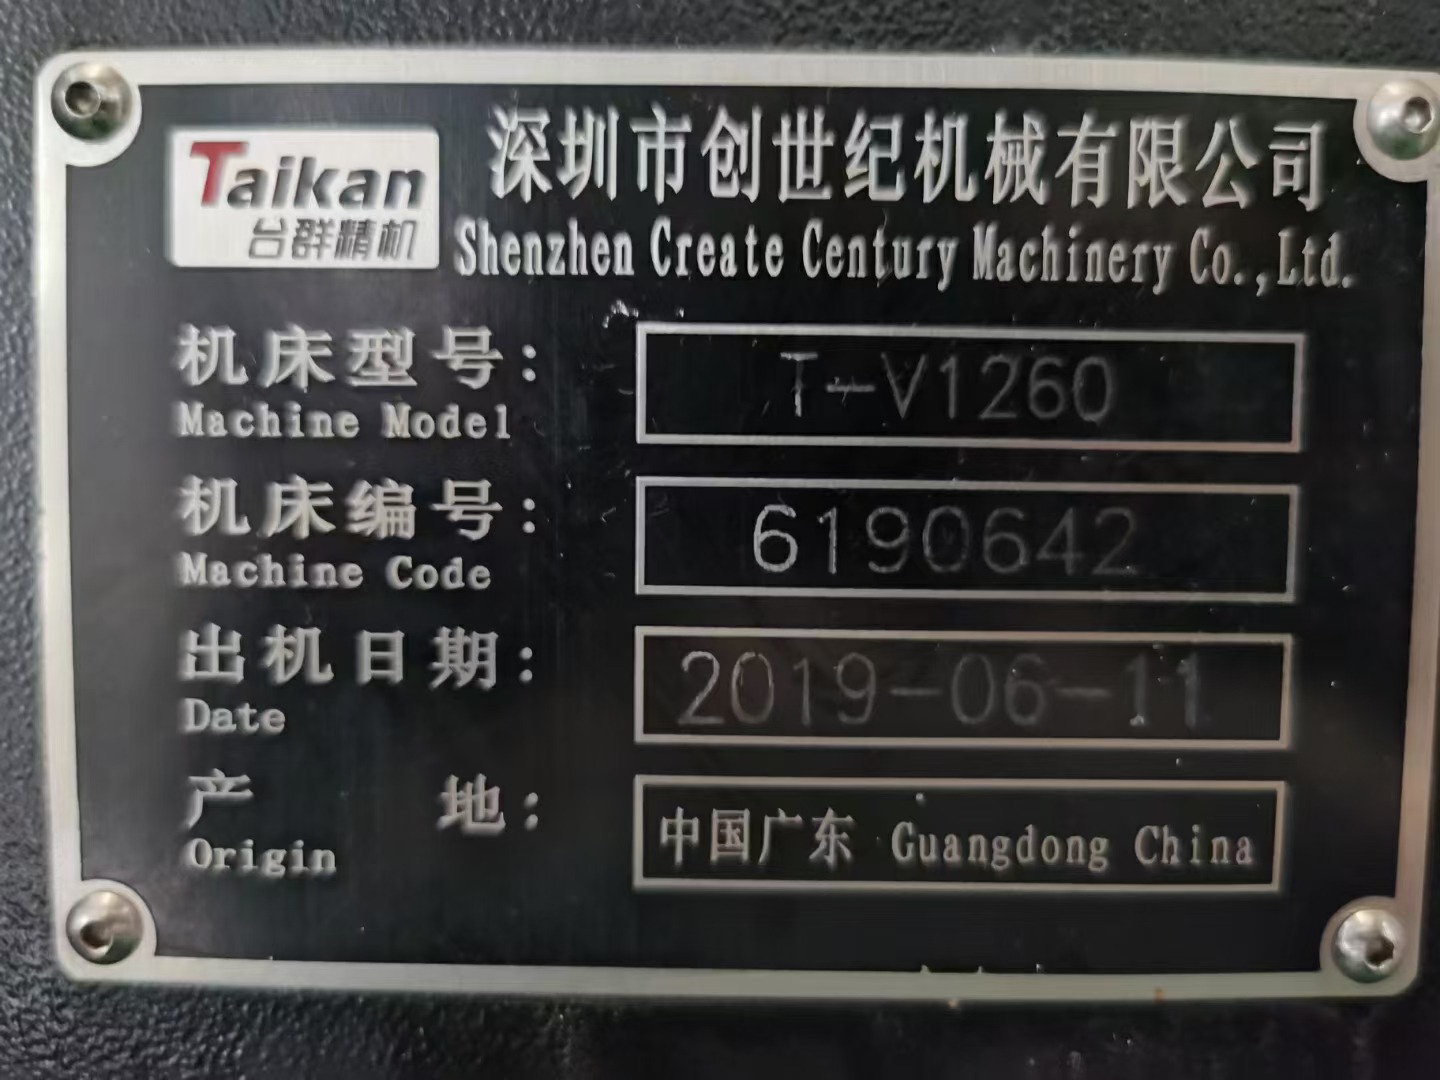 Taikan
台群精机
深圳市创世纪机械有限公司
Shenzhen Create Century Machinery Co.,Ltd.
机床型号: T-V1260
Machine Model
机床编号: 6190642
Machine Code
出机日期: 2019-06-11
Date
产 地: 中国广东 Guangdong China
Origin